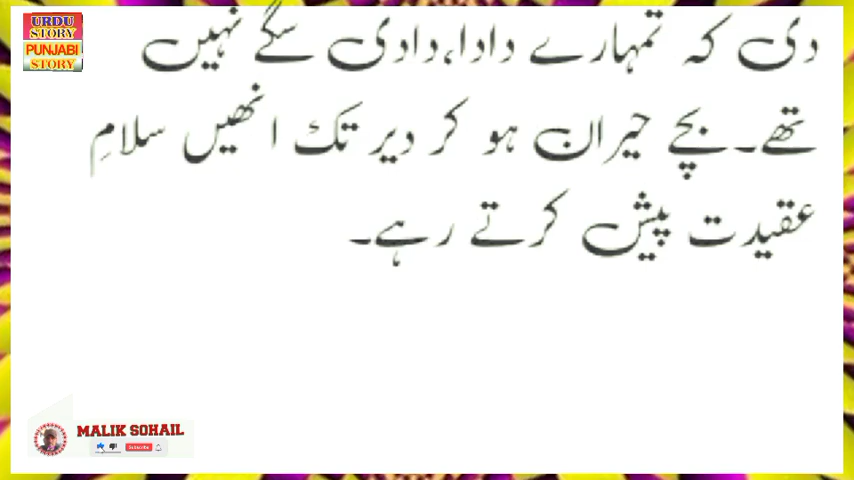 URDU
STORY
PUNJABI
STORY
دی کہ تمہارے دادا،دادی سگے نہیں
تھے۔بچے حیران ہو کر دیر تک انھیں سلامِ
عقیدت پیش کرتے رہے۔
MALIK SOHAIL
Subscribe